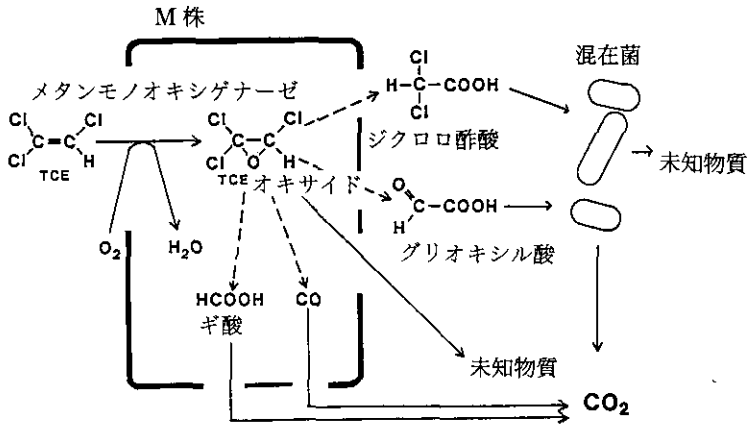 M株
メタンモノオキシゲナーゼ
Cl Cl
C=C
Cl H
TCE
O₂
H₂O
Cl Cl
C-C
Cl O H
TCEオキサイド
Cl
H-C-COOH
Cl
ジクロロ酢酸
O
C-COOH
H
グリオキシル酸
混在菌
未知物質
HCOOH
ギ酸
CO
未知物質
CO₂